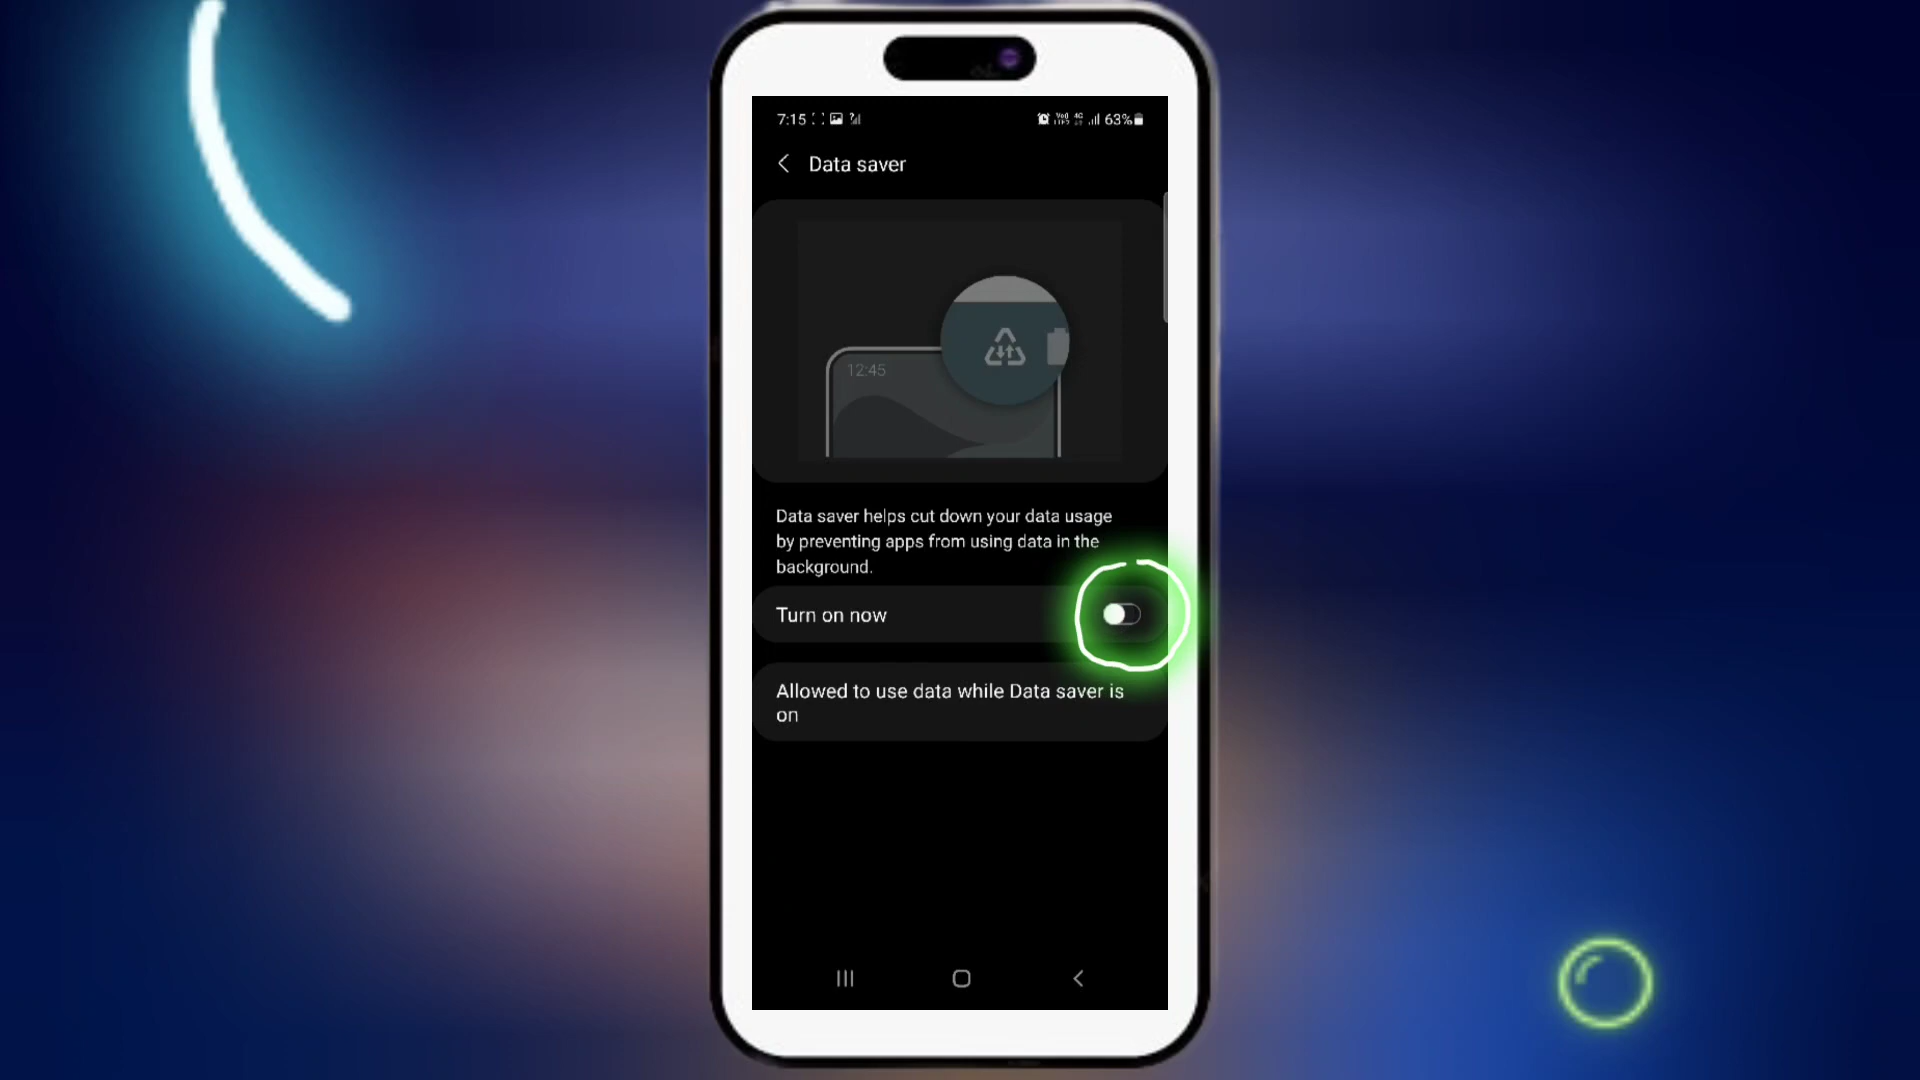 7:15 63%
Data saver
12:45
Data saver helps cut down your data usage
by preventing apps from using data in the
background.
Turn on now
Allowed to use data while Data saver is
on